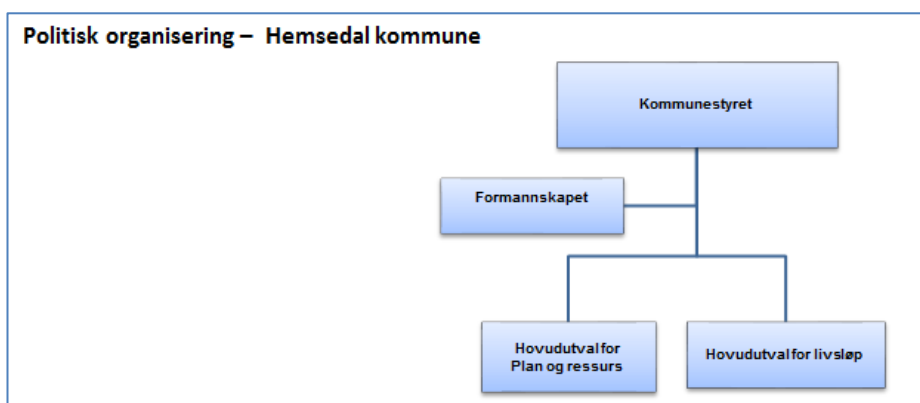 Politisk organisering – Hemsedal kommune
Kommunestyret
Formannskapet
Hovudutval for
Plan og ressurs
Hovudutval for livsløp